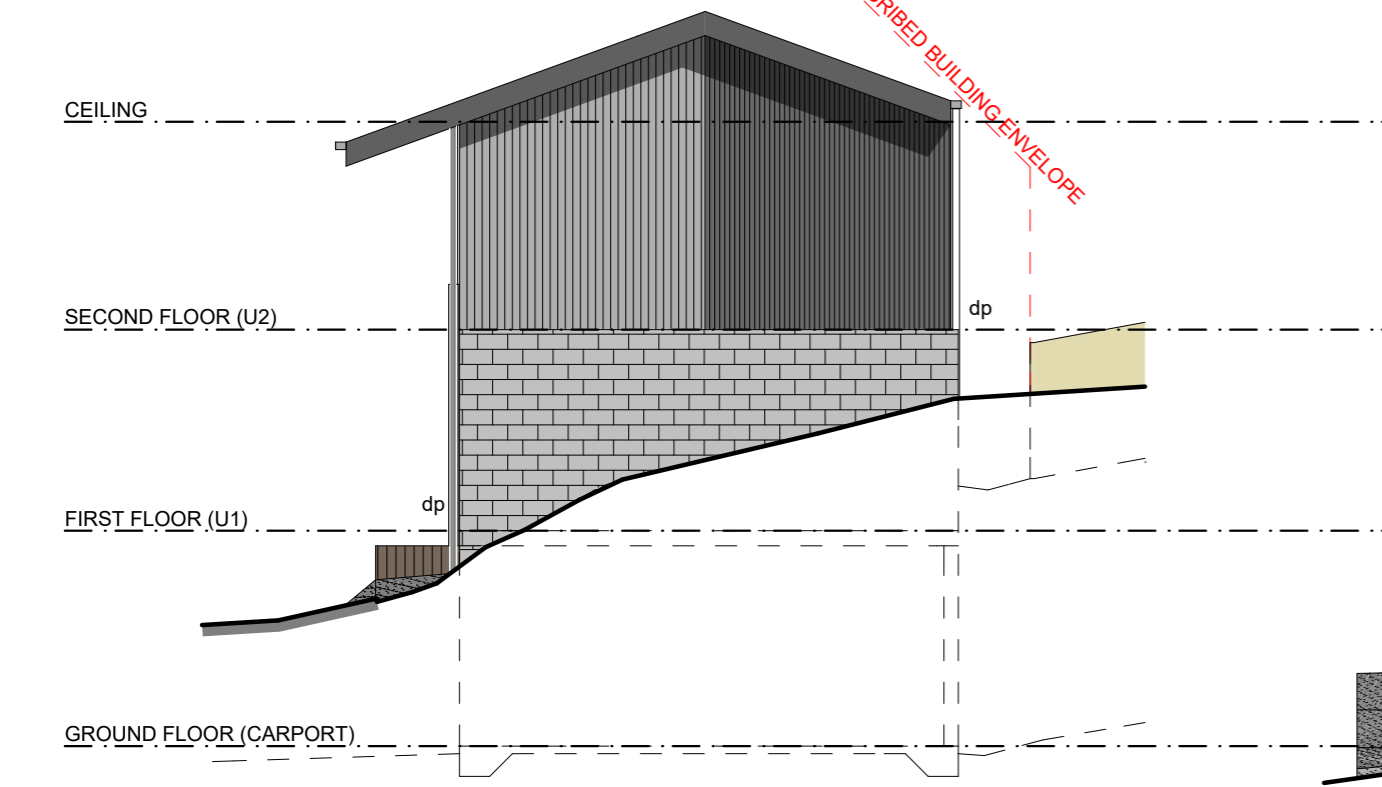 CEILING
BUILDING ENVELOPE
SECOND FLOOR (U2)
dp
dp
FIRST FLOOR (U1)
GROUND FLOOR (CARPORT)